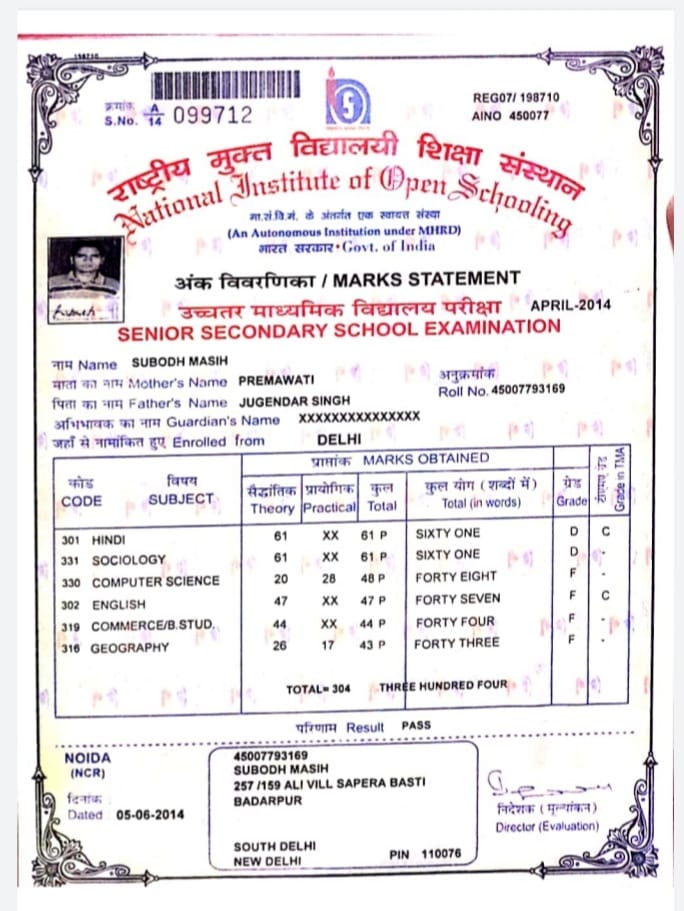 198710
क्रमांक A
S.No. 14 099712
REG07/ 198710
AINO 450077
राष्ट्रीय मुक्त विद्यालयी शिक्षा संस्थान
National Institute of Open Schooling
मा.सं.वि.मं. के अंतर्गत एक स्वायत्त संस्था
(An Autonomous Institution under MHRD)
भारत सरकार•Govt. of India
अंक विवरणिका / MARKS STATEMENT
उच्चतर माध्यमिक विद्यालय परीक्षा APRIL-2014
SENIOR SECONDARY SCHOOL EXAMINATION
नाम Name SUBODH MASIH
माता का नाम Mother's Name PREMAWATI
अनुक्रमांक
पिता का नाम Father's Name JUGENDAR SINGH
Roll No. 45007793169
अभिभावक का नाम Guardian's Name XXXXXXXXXXXXXXX
जहाँ से नामांकित हुए Enrolled from DELHI
प्राप्तांक MARKS OBTAINED
कोड विषय सैद्धांतिक प्रायोगिक कुल कुल योग (शब्दों में) ग्रेड
CODE SUBJECT Theory Practical Total Total (in words) Grade Grade in TMA
301 HINDI 61 XX 61 P SIXTY ONE D C
331 SOCIOLOGY 61 XX 61 P SIXTY ONE D -
330 COMPUTER SCIENCE 20 28 48 P FORTY EIGHT F -
302 ENGLISH 47 XX 47 P FORTY SEVEN F C
319 COMMERCE/B.STUD. 44 XX 44 P FORTY FOUR F -
316 GEOGRAPHY 26 17 43 P FORTY THREE F -
TOTAL= 304 THREE HUNDRED FOUR
परिणाम Result PASS
NOIDA
(NCR)
दिनांक
Dated 05-06-2014
45007793169
SUBODH MASIH
257 /159 ALI VILL SAPERA BASTI
BADARPUR
SOUTH DELHI
NEW DELHI PIN 110076
निदेशक (मूल्यांकन)
Director (Evaluation)